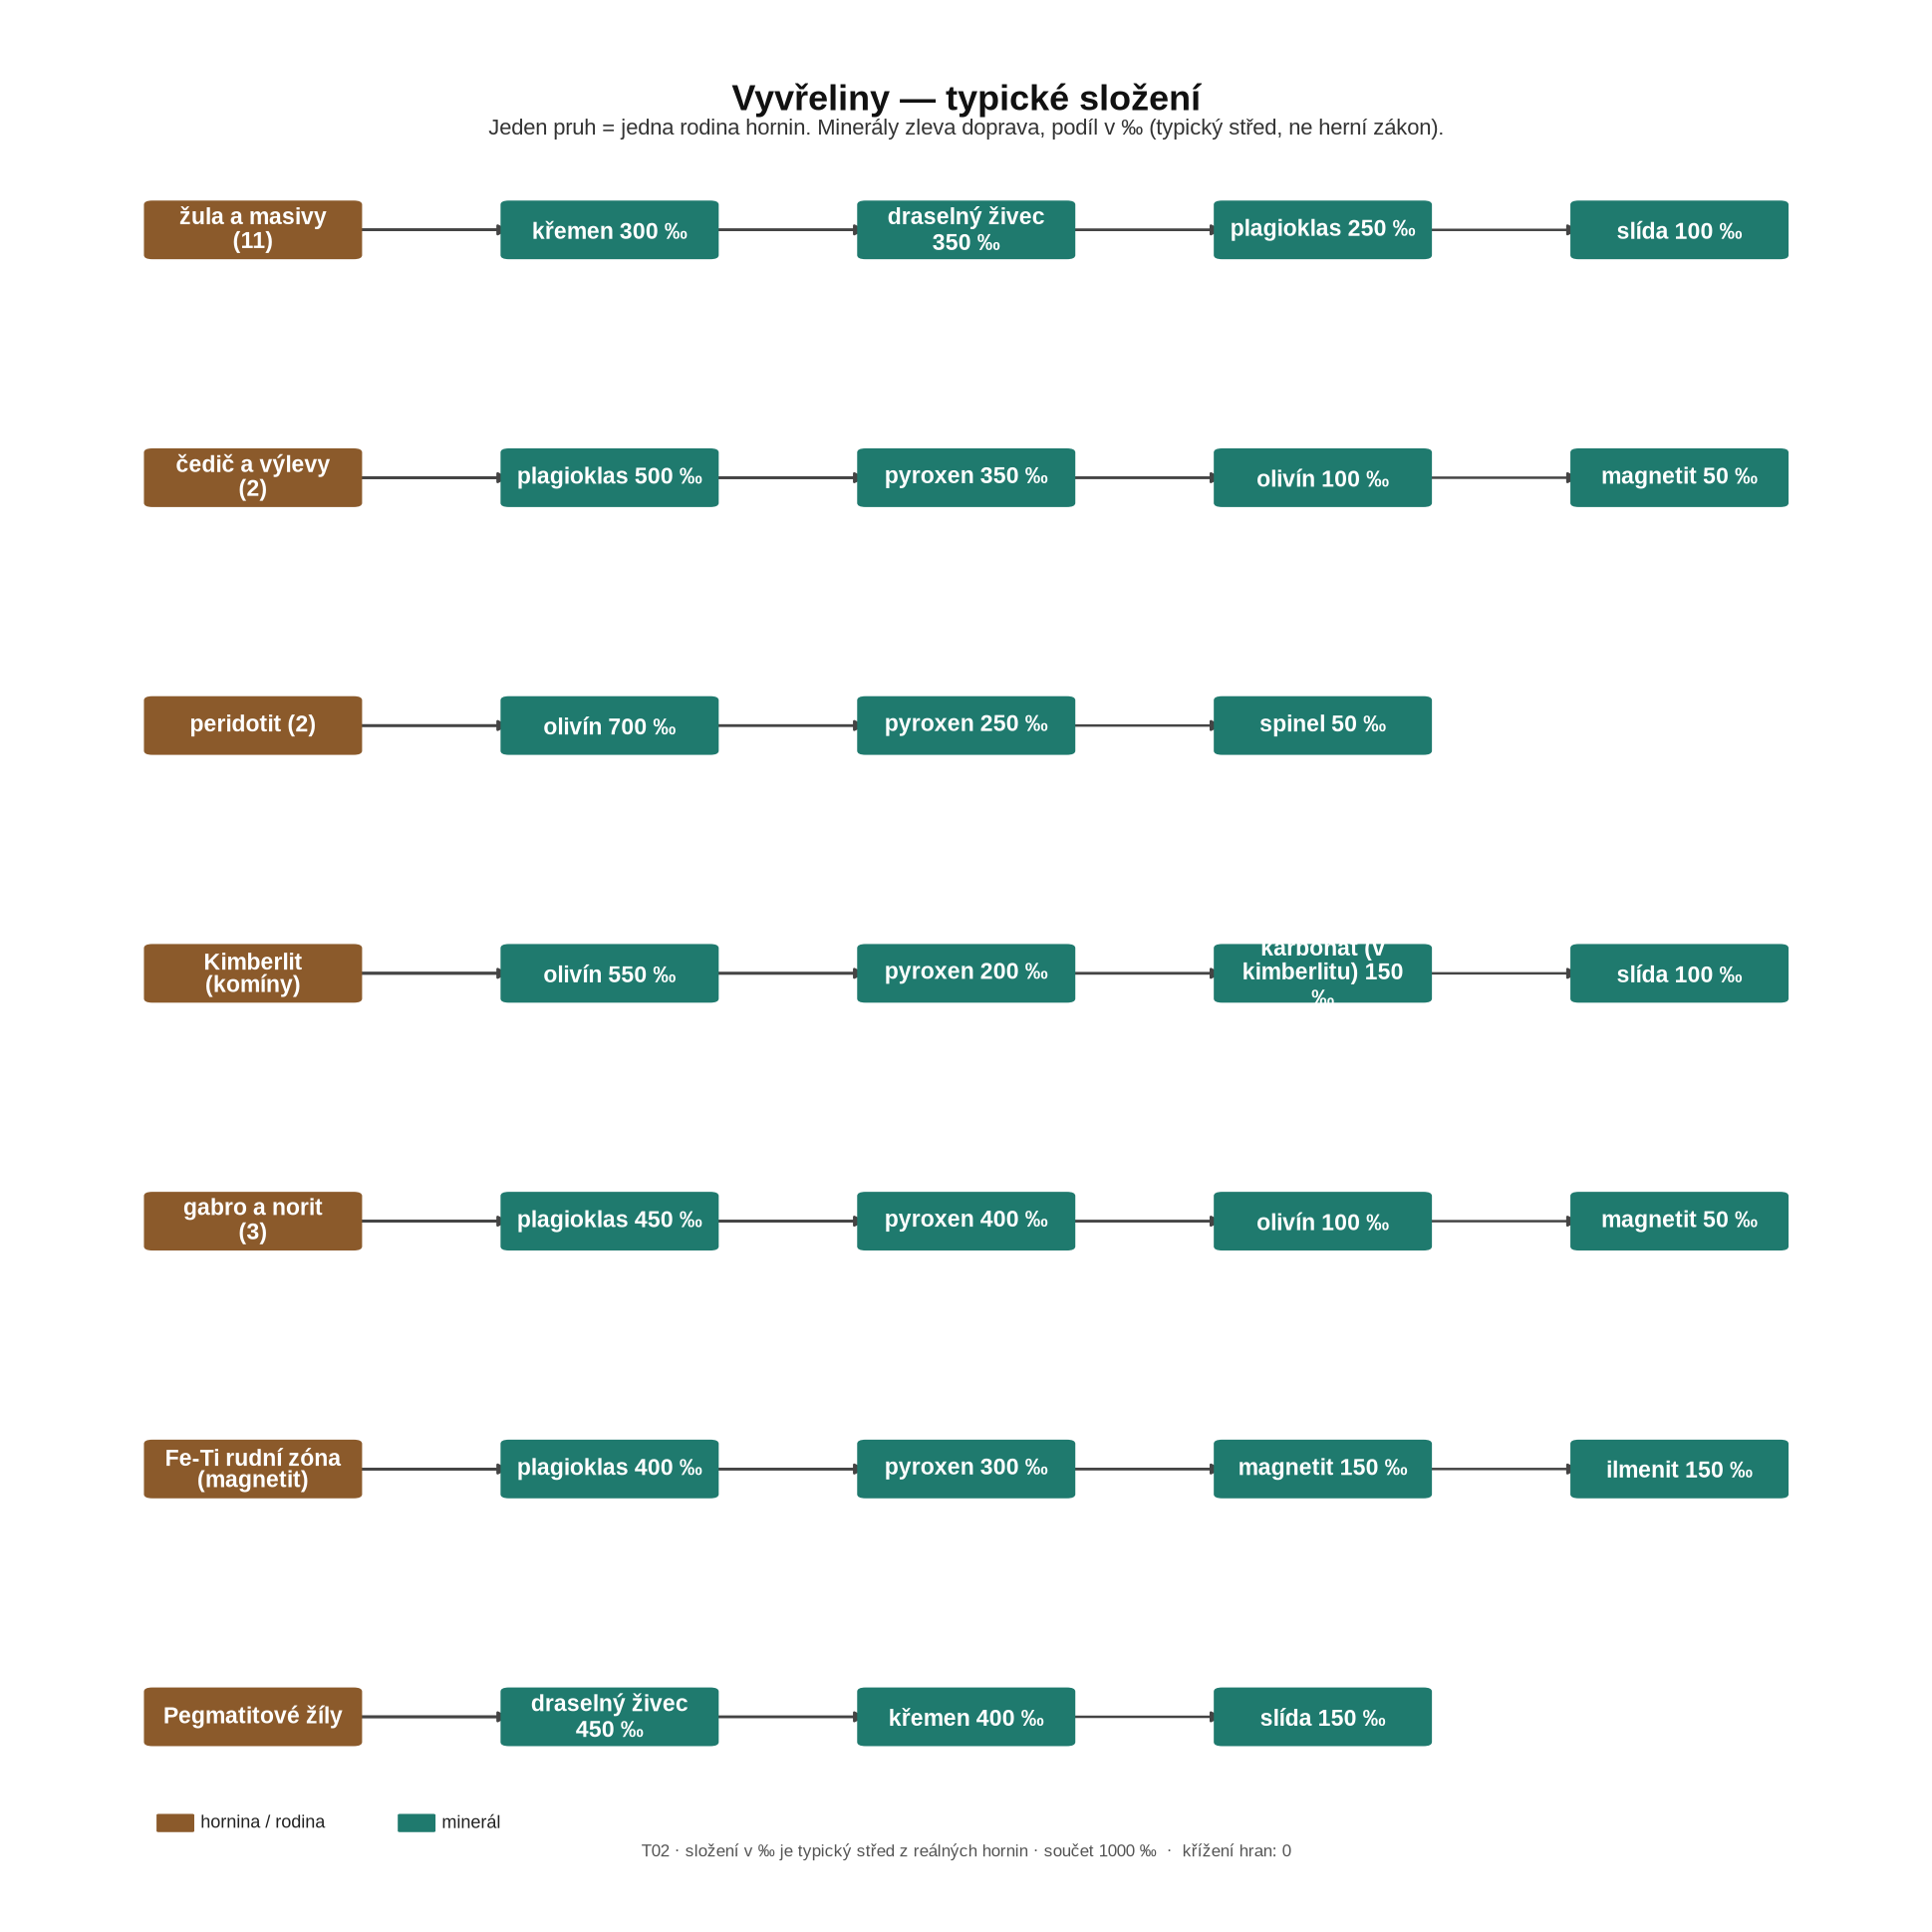 Vyvřeliny — typické složení
Jeden pruh = jedna rodina hornin. Minerály zleva doprava, podíl v ‰ (typický střed, ne herní zákon).
žula a masivy
(11)
křemen 300 ‰
draselný živec
350 ‰
plagioklas 250 ‰
slída 100 ‰
čedič a výlevy
(2)
plagioklas 500 ‰
pyroxen 350 ‰
olivín 100 ‰
magnetit 50 ‰
peridotit (2)
olivín 700 ‰
pyroxen 250 ‰
spinel 50 ‰
Kimberlit
(komíny)
olivín 550 ‰
pyroxen 200 ‰
karbonát (v
kimberlitu) 150
‰
slída 100 ‰
gabro a norit
(3)
plagioklas 450 ‰
pyroxen 400 ‰
olivín 100 ‰
magnetit 50 ‰
Fe-Ti rudní zóna
(magnetit)
plagioklas 400 ‰
pyroxen 300 ‰
magnetit 150 ‰
ilmenit 150 ‰
Pegmatitové žíly
draselný živec
450 ‰
křemen 400 ‰
slída 150 ‰
hornina / rodina
minerál
T02 · složení v ‰ je typický střed z reálných hornin · součet 1000 ‰ · křížení hran: 0